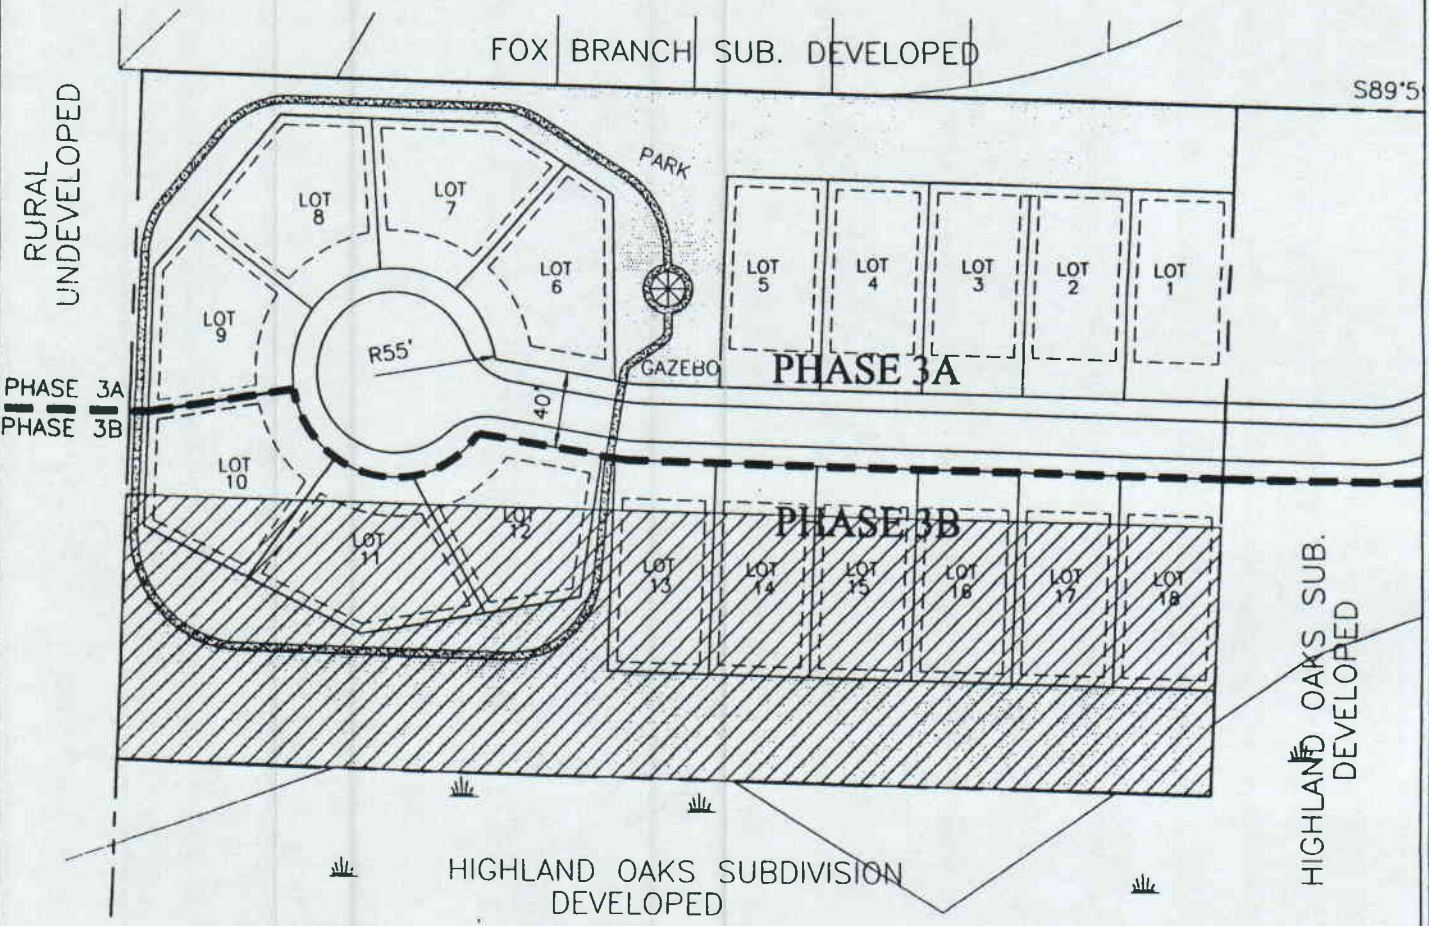 FOX BRANCH SUB. DEVELOPED
S89°5
RURAL
UNDEVELOPED
PARK
LOT
8
LOT
7
LOT
6
LOT
5
LOT
4
LOT
3
LOT
2
LOT
1
LOT
9
R55'
GAZEBO
PHASE 3A
PHASE 3A
PHASE 3B
40'
LOT
10
LOT
11
LOT
12
PHASE 3B
LOT
13
LOT
14
LOT
15
LOT
16
LOT
17
LOT
18
HIGHLAND OAKS SUB.
DEVELOPED
HIGHLAND OAKS SUBDIVISION
DEVELOPED